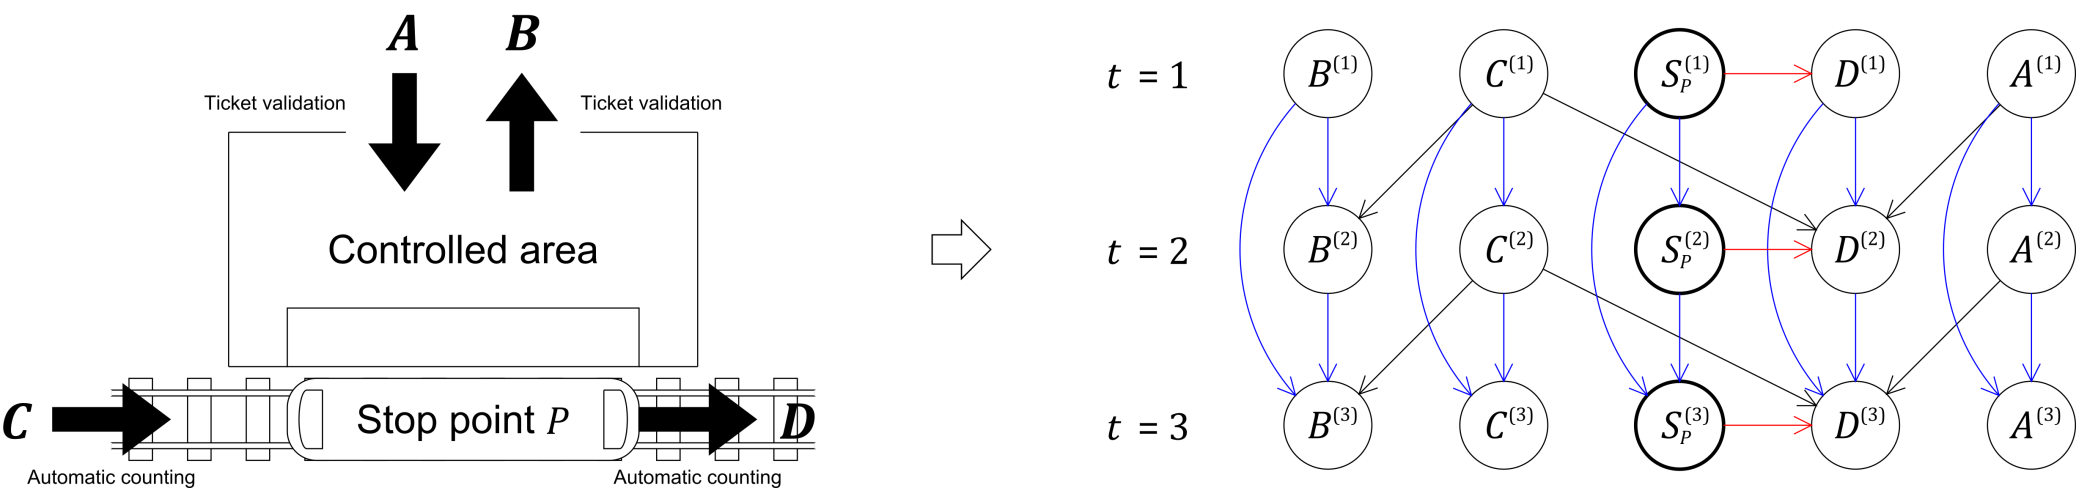 A B
Ticket validation Ticket validation
Controlled area
C Stop point P D
Automatic counting Automatic counting
t = 1 B⁽¹⁾ C⁽¹⁾ S_P⁽¹⁾ D⁽¹⁾ A⁽¹⁾
t = 2 B⁽²⁾ C⁽²⁾ S_P⁽²⁾ D⁽²⁾ A⁽²⁾
t = 3 B⁽³⁾ C⁽³⁾ S_P⁽³⁾ D⁽³⁾ A⁽³⁾